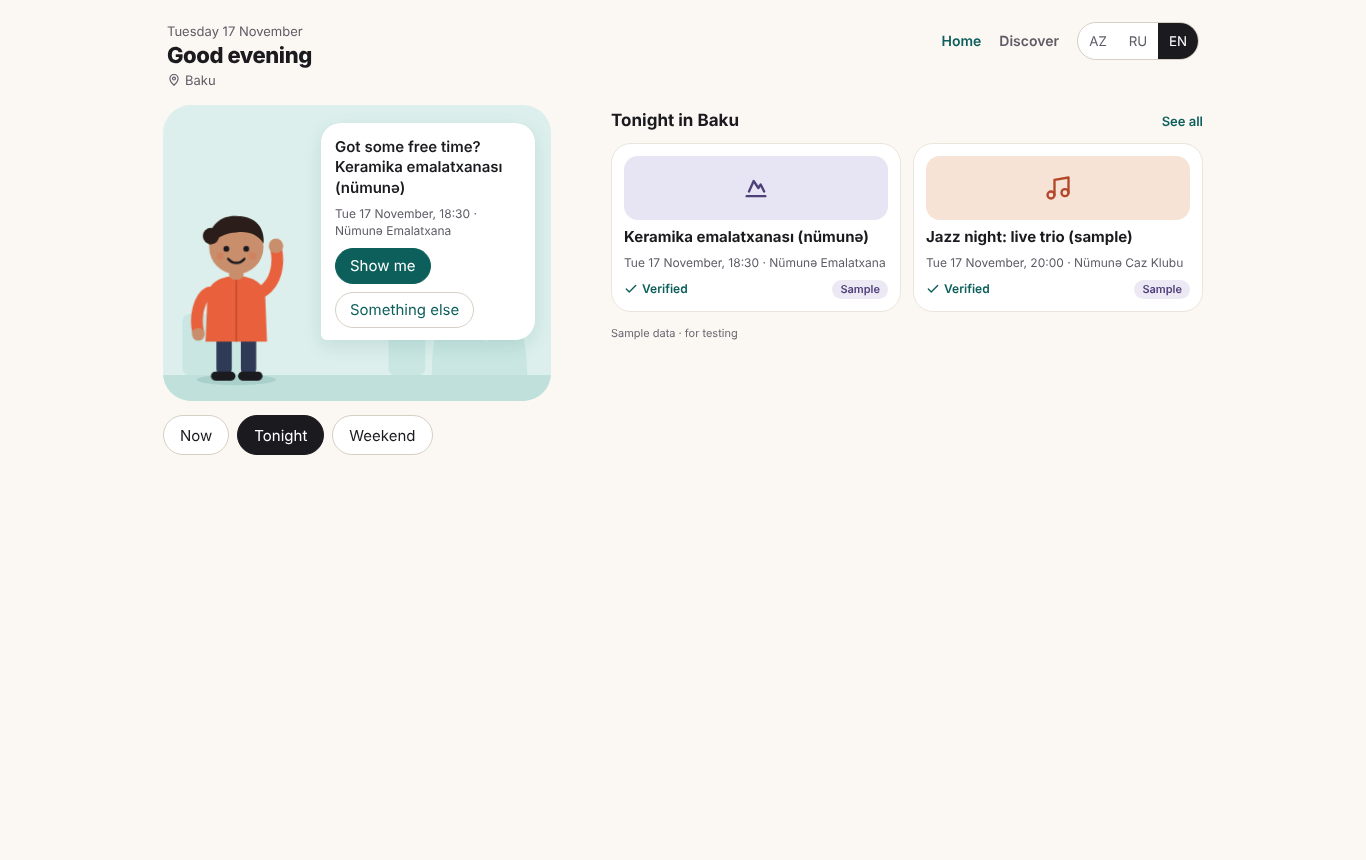 Tuesday 17 November
Good evening
Baku
Home
Discover
AZ
RU
EN
Got some free time?
Keramika emalatxanası
(nümunə)
Tue 17 November, 18:30 ·
Nümunə Emalatxana
Show me
Something else
Now
Tonight
Weekend
Tonight in Baku
See all
Keramika emalatxanası (nümunə)
Tue 17 November, 18:30 · Nümunə Emalatxana
Verified
Sample
Jazz night: live trio (sample)
Tue 17 November, 20:00 · Nümunə Caz Klubu
Verified
Sample
Sample data · for testing